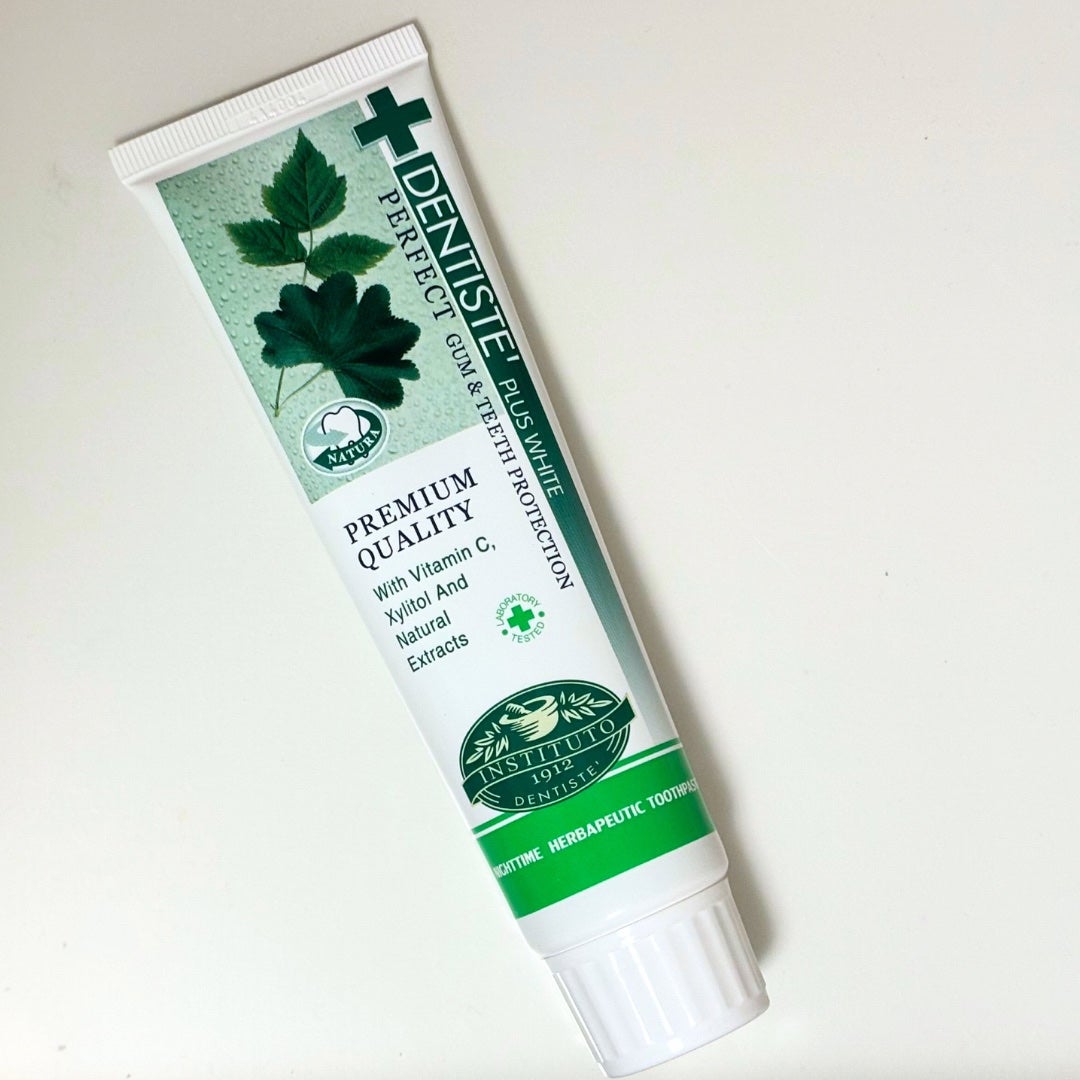 DENTISTE' PLUS WHITE
PERFECT GUM & TEETH PROTECTION
NATURA
PREMIUM
QUALITY
With Vitamin C,
Xylitol And
Natural
Extracts
LABORATORY
TESTED
INSTITUTO
1912
DENTISTE'
HERBAPEUTIC